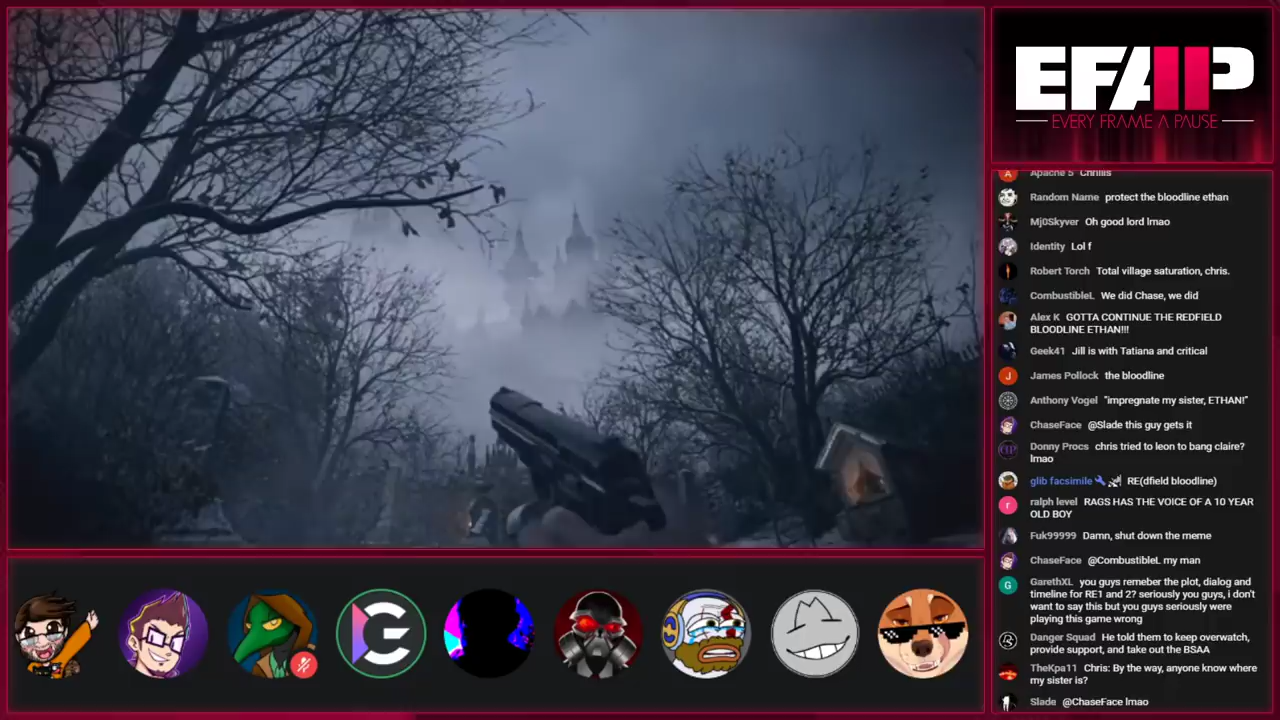 EFAP
EVERY FRAME A PAUSE
Apache 5 Chrills
Random Name protect the bloodline ethan
Mj0Skyver Oh good lord lmao
Identity Lol f
Robert Torch Total village saturation, chris.
CombustibleL We did Chase, we did
Alex K GOTTA CONTINUE THE REDFIELD
BLOODLINE ETHAN!!!
Geek41 Jill is with Tatiana and critical
James Pollock the bloodline
Anthony Vogel "impregnate my sister, ETHAN!"
ChaseFace @Slade this guy gets it
Donny Procs chris tried to leon to bang claire?
lmao
glib facsimile RE(dfield bloodline)
ralph level RAGS HAS THE VOICE OF A 10 YEAR
OLD BOY
Fuk99999 Damn, shut down the meme
ChaseFace @CombustibleL my man
GarethXL you guys remeber the plot, dialog and
timeline for RE1 and 2? seriously you guys, i don't
want to say this but you guys seriously were
playing this game wrong
Danger Squad He told them to keep overwatch,
provide support, and take out the BSAA
TheKpa11 Chris: By the way, anyone know where
my sister is?
Slade @ChaseFace lmao